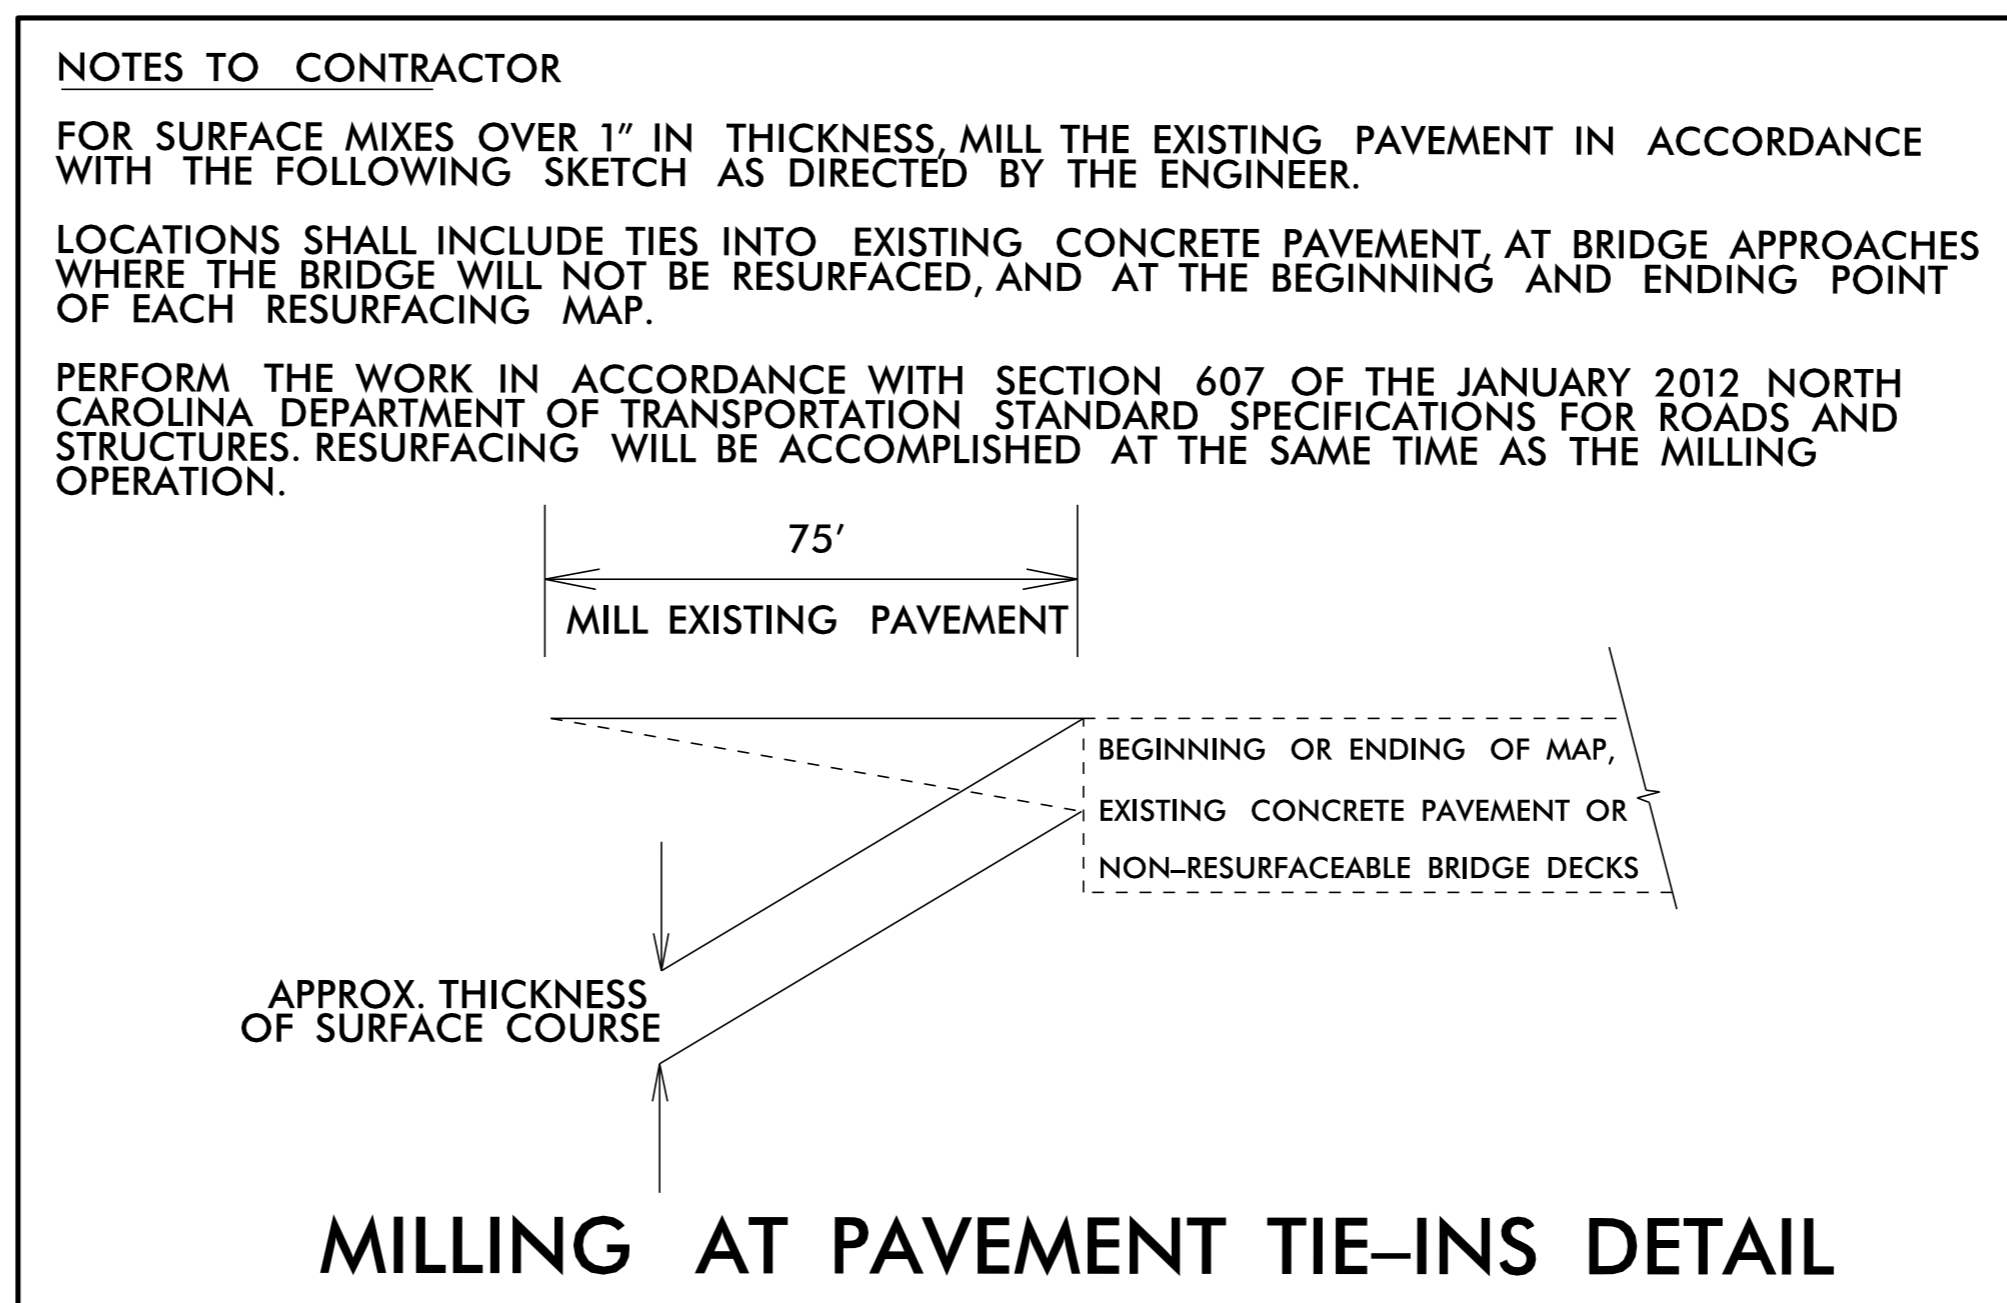 NOTES TO CONTRACTOR
FOR SURFACE MIXES OVER 1" IN THICKNESS, MILL THE EXISTING PAVEMENT IN ACCORDANCE
WITH THE FOLLOWING SKETCH AS DIRECTED BY THE ENGINEER.
LOCATIONS SHALL INCLUDE TIES INTO EXISTING CONCRETE PAVEMENT, AT BRIDGE APPROACHES
WHERE THE BRIDGE WILL NOT BE RESURFACED, AND AT THE BEGINNING AND ENDING POINT
OF EACH RESURFACING MAP.
PERFORM THE WORK IN ACCORDANCE WITH SECTION 607 OF THE JANUARY 2012 NORTH
CAROLINA DEPARTMENT OF TRANSPORTATION STANDARD SPECIFICATIONS FOR ROADS AND
STRUCTURES. RESURFACING WILL BE ACCOMPLISHED AT THE SAME TIME AS THE MILLING
OPERATION.
75'
MILL EXISTING PAVEMENT
BEGINNING OR ENDING OF MAP,
EXISTING CONCRETE PAVEMENT OR
NON–RESURFACEABLE BRIDGE DECKS
APPROX. THICKNESS
OF SURFACE COURSE
MILLING AT PAVEMENT TIE–INS DETAIL